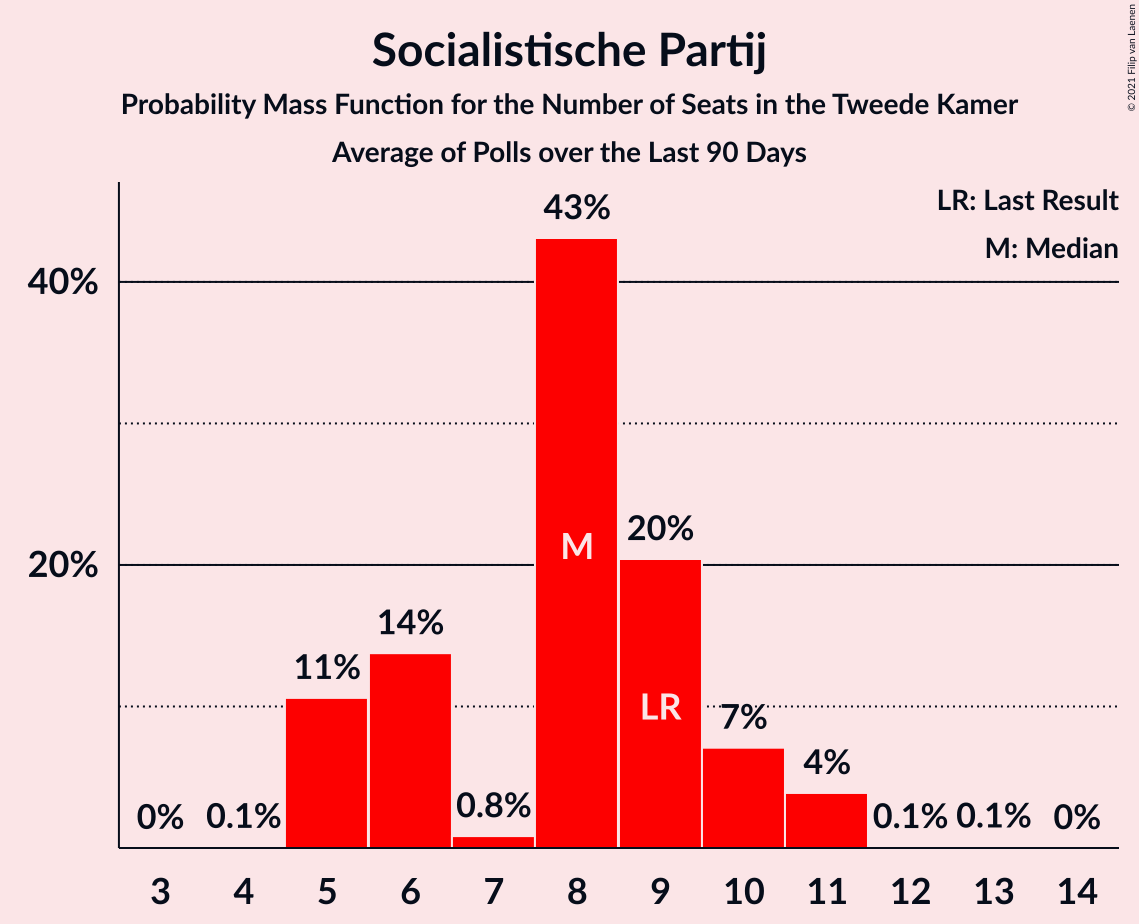 Socialistische Partij
Probability Mass Function for the Number of Seats in the Tweede Kamer
Average of Polls over the Last 90 Days
© 2021 Filip van Laenen
LR: Last Result
M: Median
40%
20%
0%
0.1%
11%
14%
0.8%
43%
M
20%
LR
7%
4%
0.1%
0.1%
0%
3 4 5 6 7 8 9 10 11 12 13 14